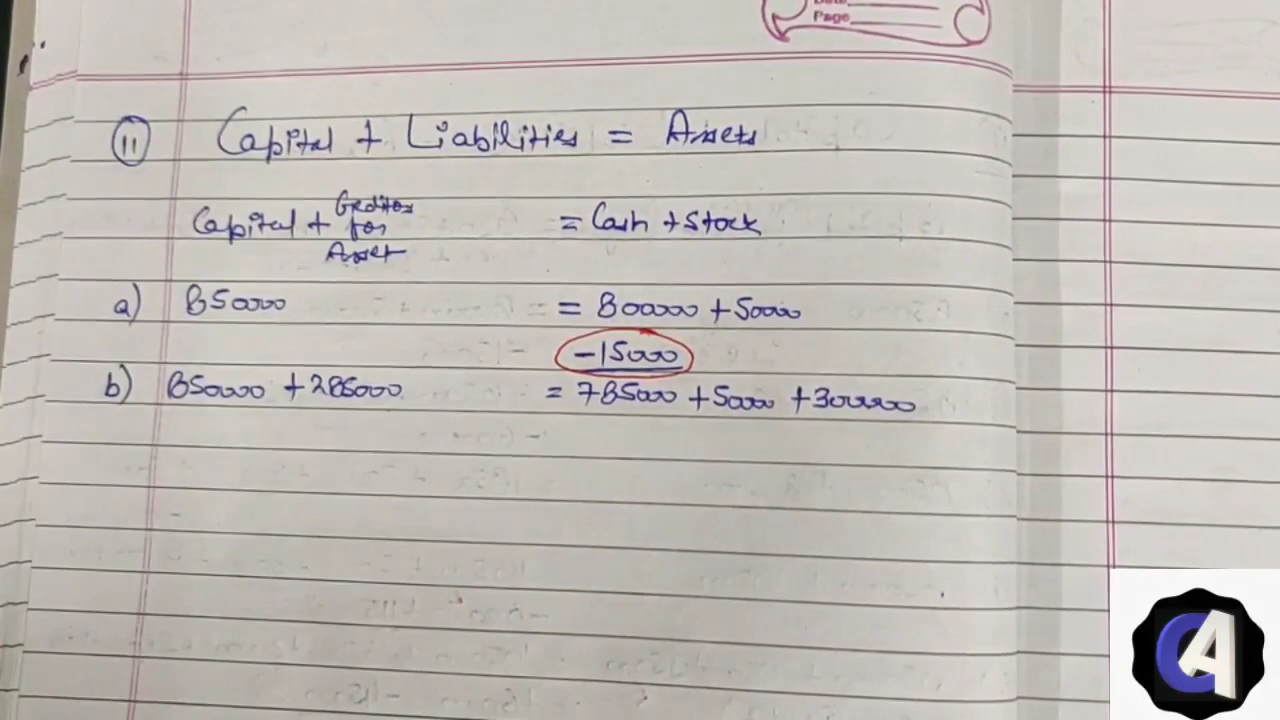 Page
11 Capital + Liabilities = Assets
Capital + Creditor for Asset = Cash + Stock
a) 850000 = 800000 + 50000
-15000
b) 850000 + 285000 = 785000 + 50000 + 300000
CA